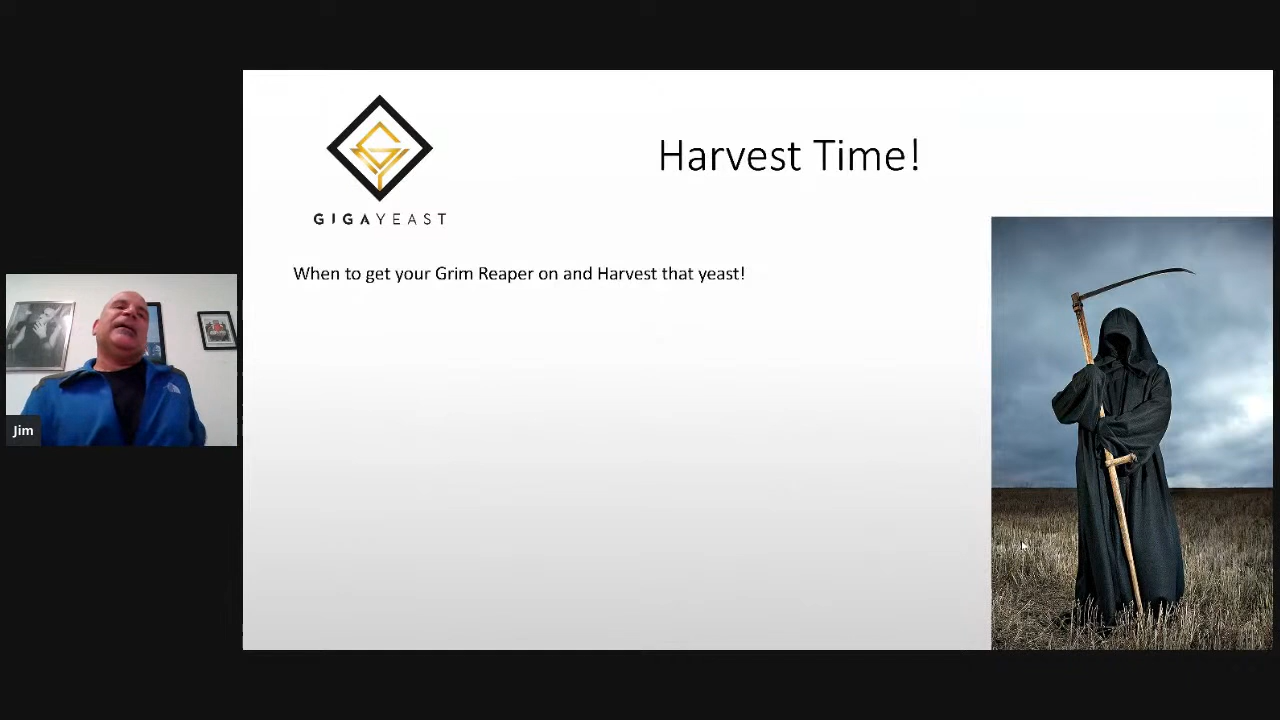 Harvest Time!
GIGAYEAST
When to get your Grim Reaper on and Harvest that yeast!
Jim